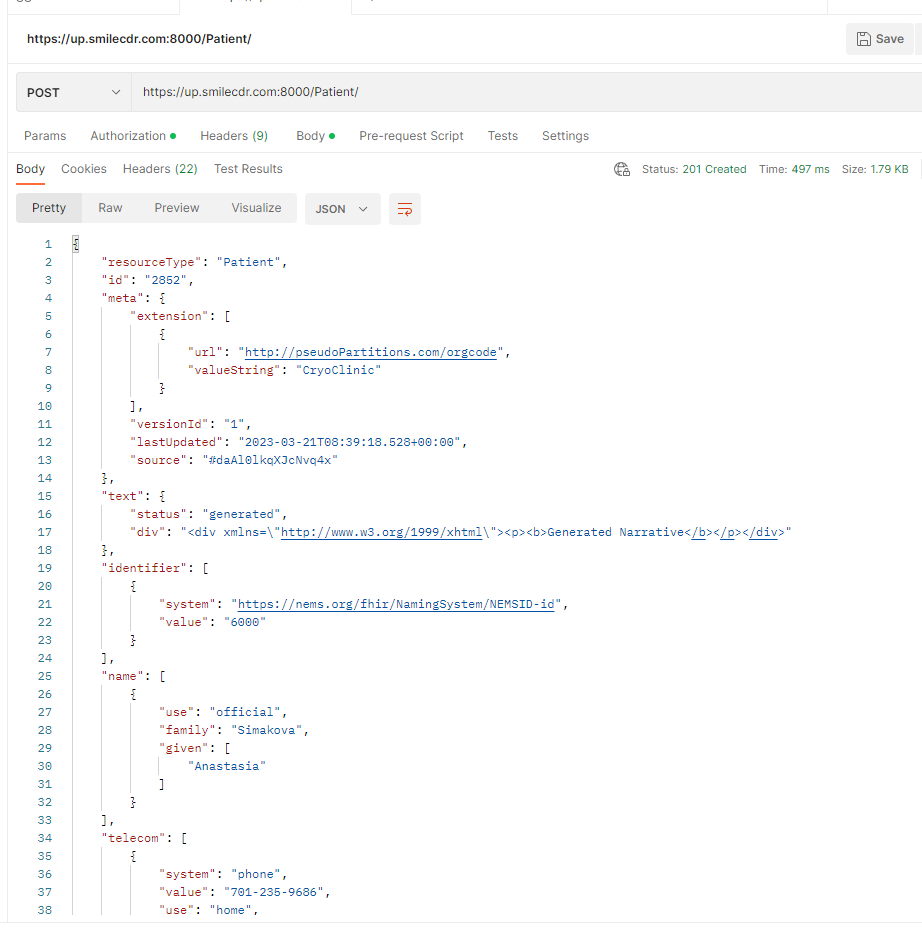 https://up.smilecdr.com:8000/Patient/
Save
POST
https://up.smilecdr.com:8000/Patient/
Params Authorization Headers (9) Body Pre-request Script Tests Settings
Body Cookies Headers (22) Test Results Status: 201 Created Time: 497 ms Size: 1.79 KB
Pretty Raw Preview Visualize JSON
1 {
2 "resourceType": "Patient",
3 "id": "2852",
4 "meta": {
5 "extension": [
6 {
7 "url": "http://pseudoPartitions.com/orgcode",
8 "valueString": "CryoClinic"
9 }
10 ],
11 "versionId": "1",
12 "lastUpdated": "2023-03-21T08:39:18.528+00:00",
13 "source": "#daAl0lkqXJcNvq4x"
14 },
15 "text": {
16 "status": "generated",
17 "div": "<div xmlns=\"http://www.w3.org/1999/xhtml\"><p><b>Generated Narrative</b></p></div>"
18 },
19 "identifier": [
20 {
21 "system": "https://nems.org/fhir/NamingSystem/NEMSID-id",
22 "value": "6000"
23 }
24 ],
25 "name": [
26 {
27 "use": "official",
28 "family": "Simakova",
29 "given": [
30 "Anastasia"
31 ]
32 }
33 ],
34 "telecom": [
35 {
36 "system": "phone",
37 "value": "701-235-9686",
38 "use": "home",